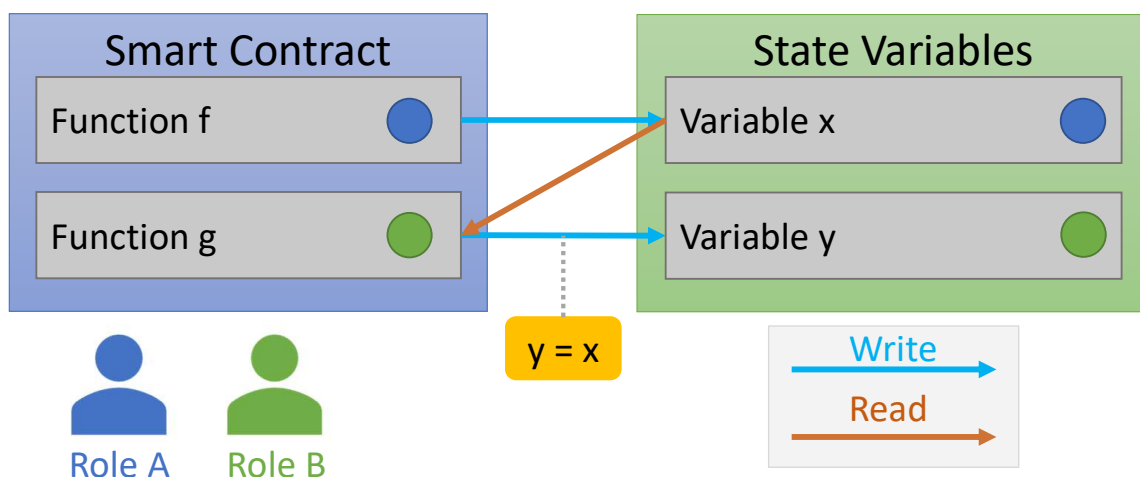 Smart Contract
State Variables
Function f
Variable x
Function g
Variable y
y = x
Write
Read
Role A
Role B